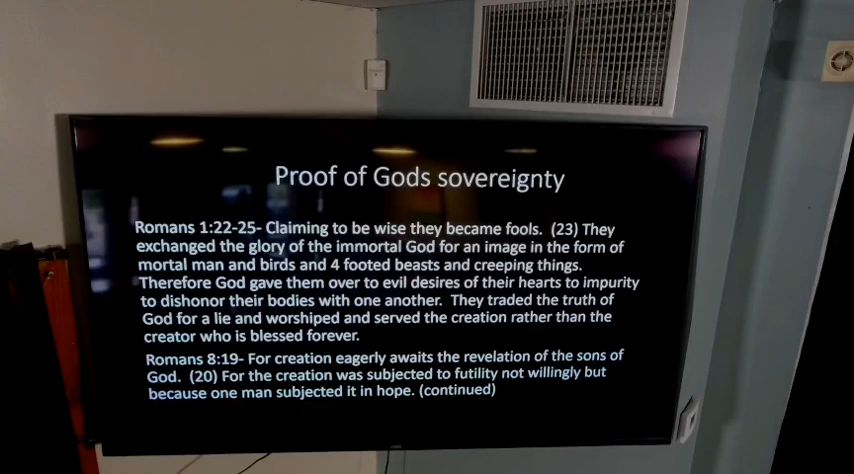 Proof of Gods sovereignty
Romans 1:22-25- Claiming to be wise they became fools. (23) They
exchanged the glory of the immortal God for an image in the form of
mortal man and birds and 4 footed beasts and creeping things.
Therefore God gave them over to evil desires of their hearts to impurity
to dishonor their bodies with one another. They traded the truth of
God for a lie and worshiped and served the creation rather than the
creator who is blessed forever.
Romans 8:19- For creation eagerly awaits the revelation of the sons of
God. (20) For the creation was subjected to futility not willingly but
because one man subjected it in hope. (continued)